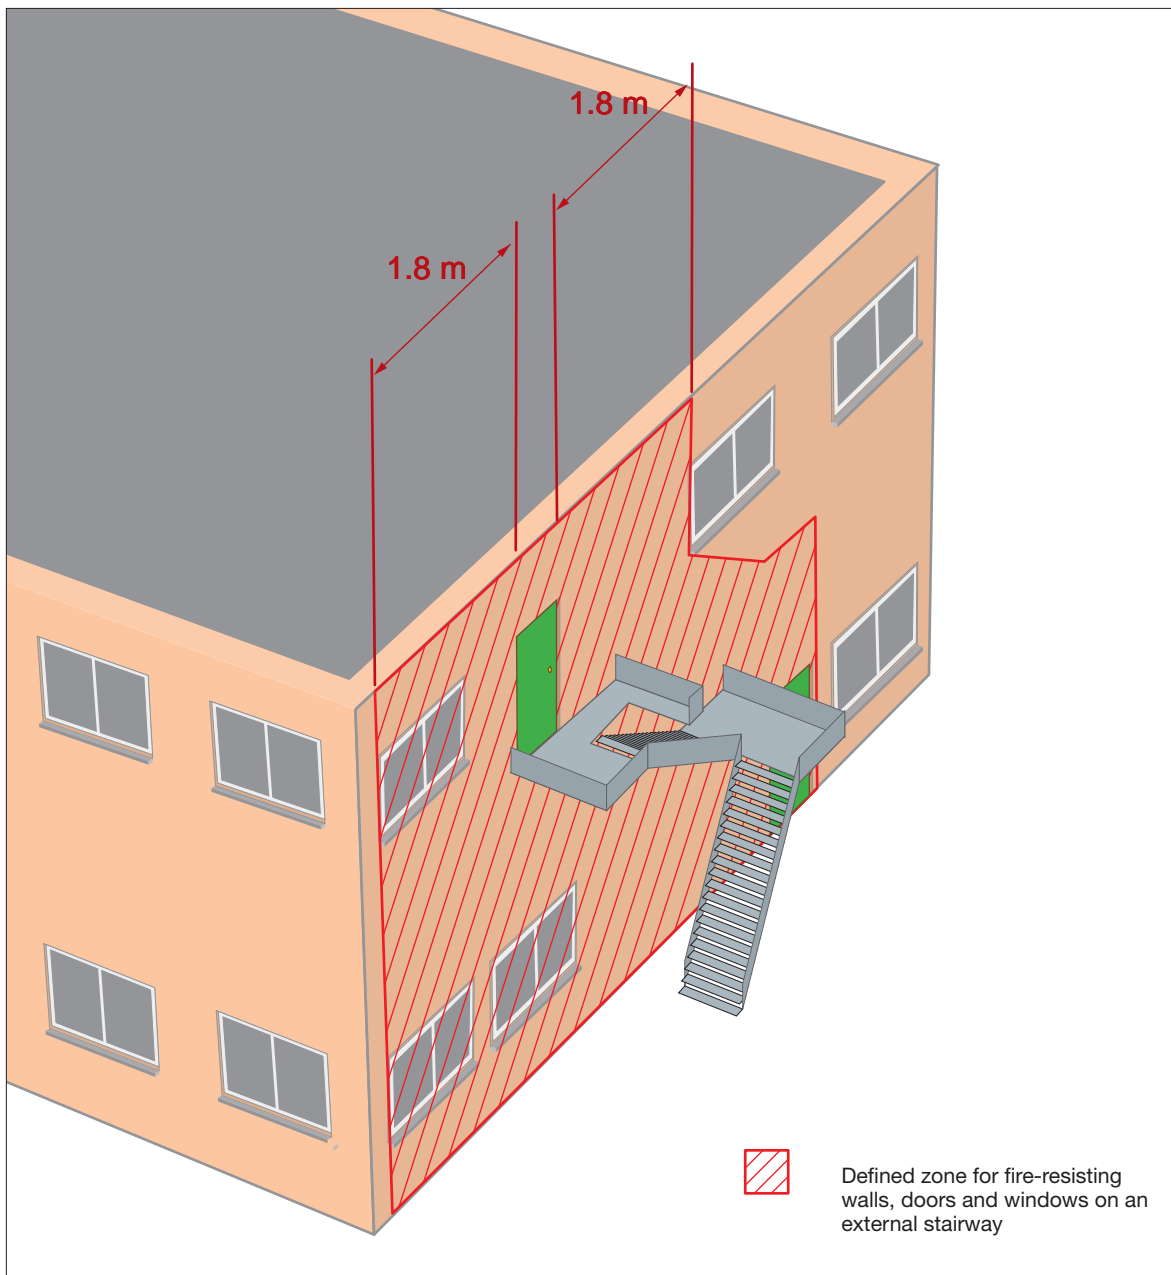 1.8 m
1.8 m
Defined zone for fire-resisting
walls, doors and windows on an
external stairway